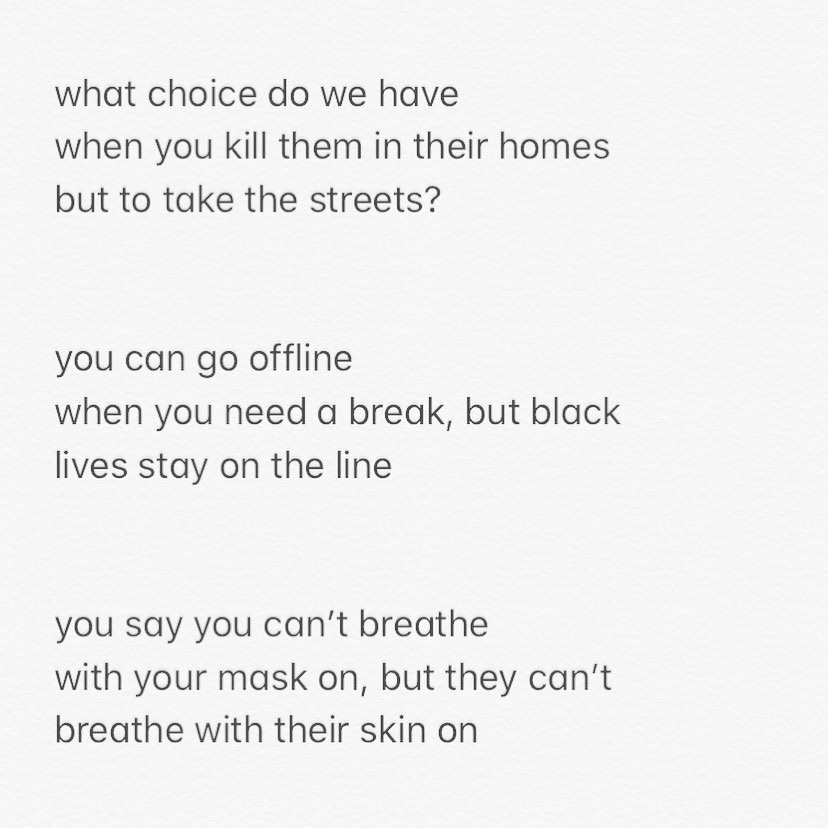 what choice do we have
when you kill them in their homes
but to take the streets?
you can go offline
when you need a break, but black
lives stay on the line
you say you can’t breathe
with your mask on, but they can’t
breathe with their skin on